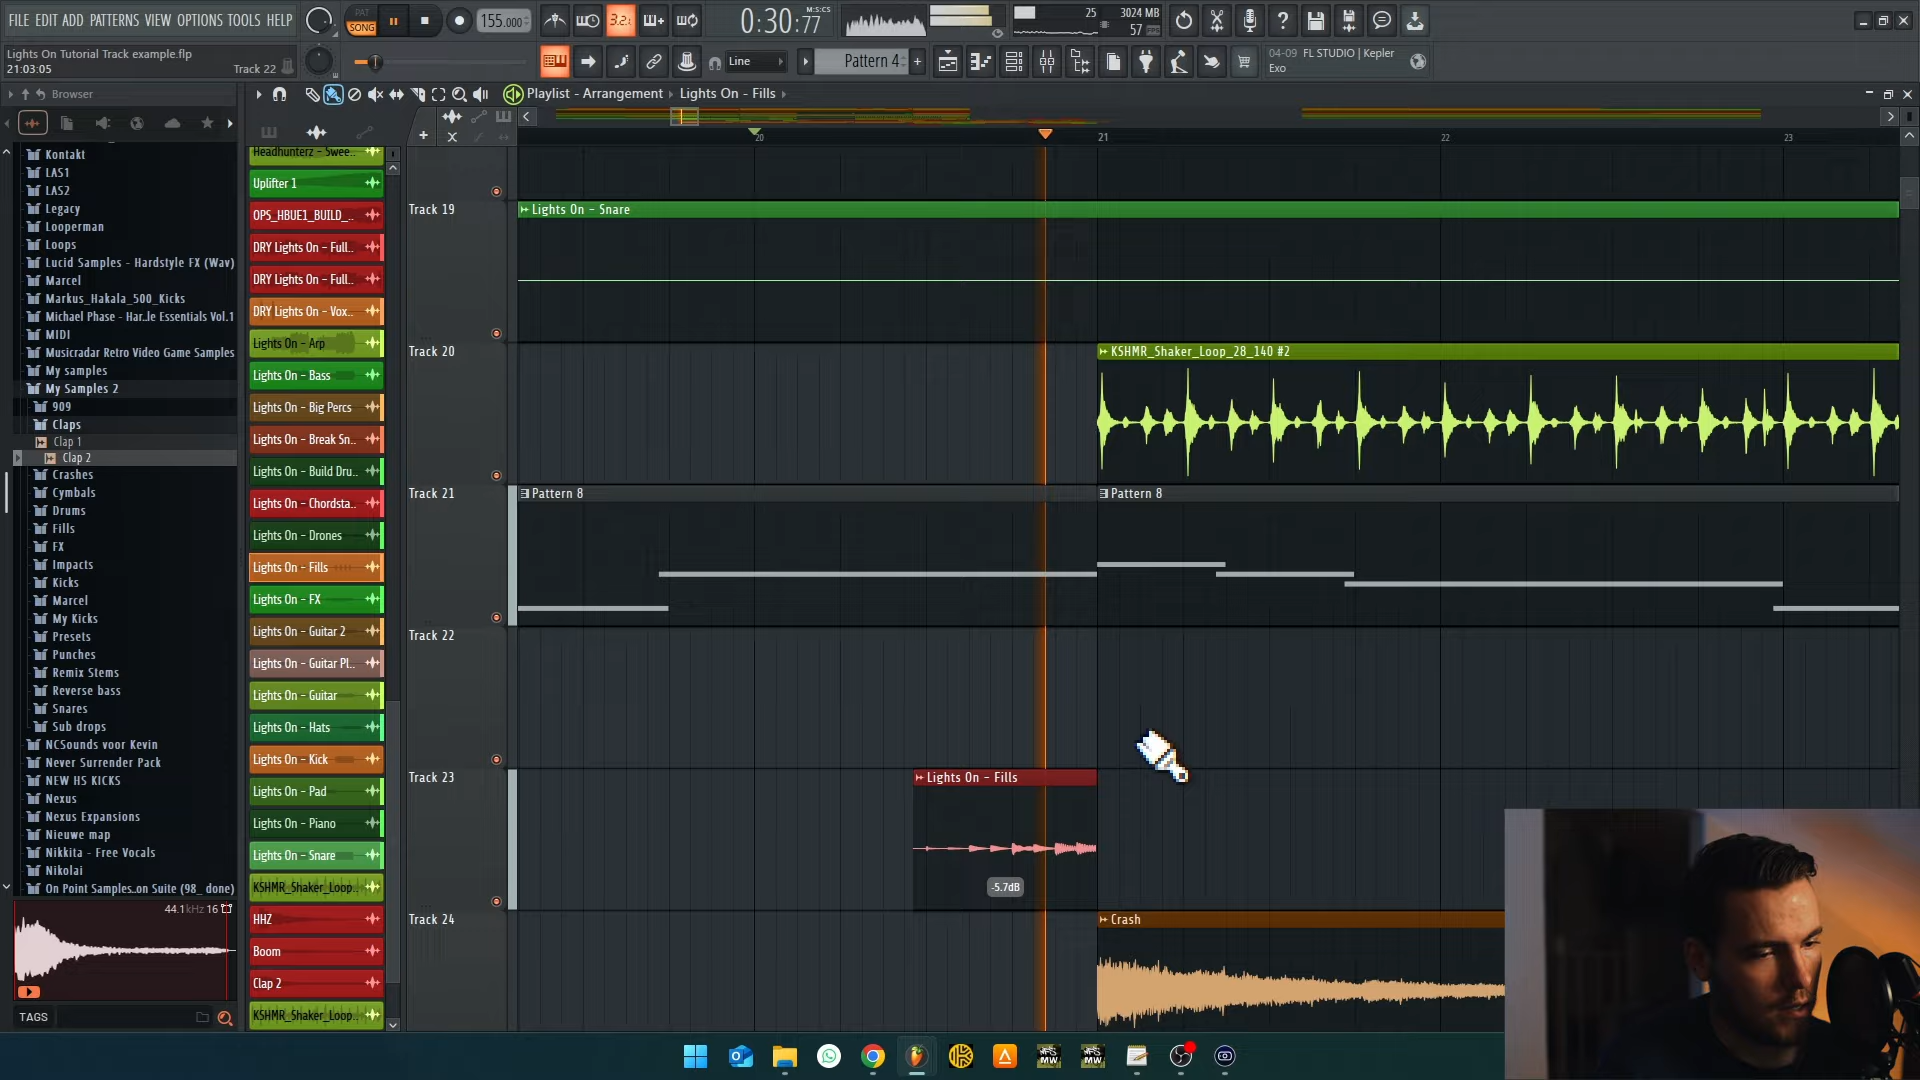 FILE EDIT ADD PATTERNS VIEW OPTIONS TOOLS HELP
PAT
SONG
155.000
3.2.
0:30:77
M:S:CS
25
3024 MB
57
Lights On Tutorial Track example.flp
21:03:05
Track 22
Line
Pattern 4
+
04-09 FL STUDIO | Kepler
Exo
Browser
Playlist - Arrangement
Lights On - Fills
20
21
22
23
Kontakt
LAS1
LAS2
Legacy
Looperman
Loops
Lucid Samples - Hardstyle FX (Wav)
Marcel
Markus_Hakala_500_Kicks
Michael Phase - Har..le Essentials Vol.1
MIDI
Musicradar Retro Video Game Samples
My samples
My Samples 2
909
Claps
Clap 1
Clap 2
Crashes
Cymbals
Drums
Fills
FX
Impacts
Kicks
Marcel
My Kicks
Presets
Punches
Remix Stems
Reverse bass
Snares
Sub drops
NCSounds voor Kevin
Never Surrender Pack
NEW HS KICKS
Nexus
Nexus Expansions
Nieuwe map
Nikkita - Free Vocals
Nikolai
On Point Samples..on Suite (98_ done)
44.1kHz 16
TAGS
Headhunterz - Swee..
Uplifter 1
OPS_HBUE1_BUILD_..
DRY Lights On - Full..
DRY Lights On - Full..
DRY Lights On - Vox..
Lights On - Arp
Lights On - Bass
Lights On - Big Percs
Lights On - Break Sn..
Lights On - Build Dru..
Lights On - Chordsta..
Lights On - Drones
Lights On - Fills
Lights On - FX
Lights On - Guitar 2
Lights On - Guitar Pl..
Lights On - Guitar
Lights On - Hats
Lights On - Kick
Lights On - Pad
Lights On - Piano
Lights On - Snare
KSHMR_Shaker_Loop..
HHZ
Boom
Clap 2
KSHMR_Shaker_Loop..
Track 19
Lights On - Snare
Track 20
KSHMR_Shaker_Loop_28_140 #2
Track 21
Pattern 8
Pattern 8
Track 22
Track 23
Lights On - Fills
-5.7dB
Track 24
Crash